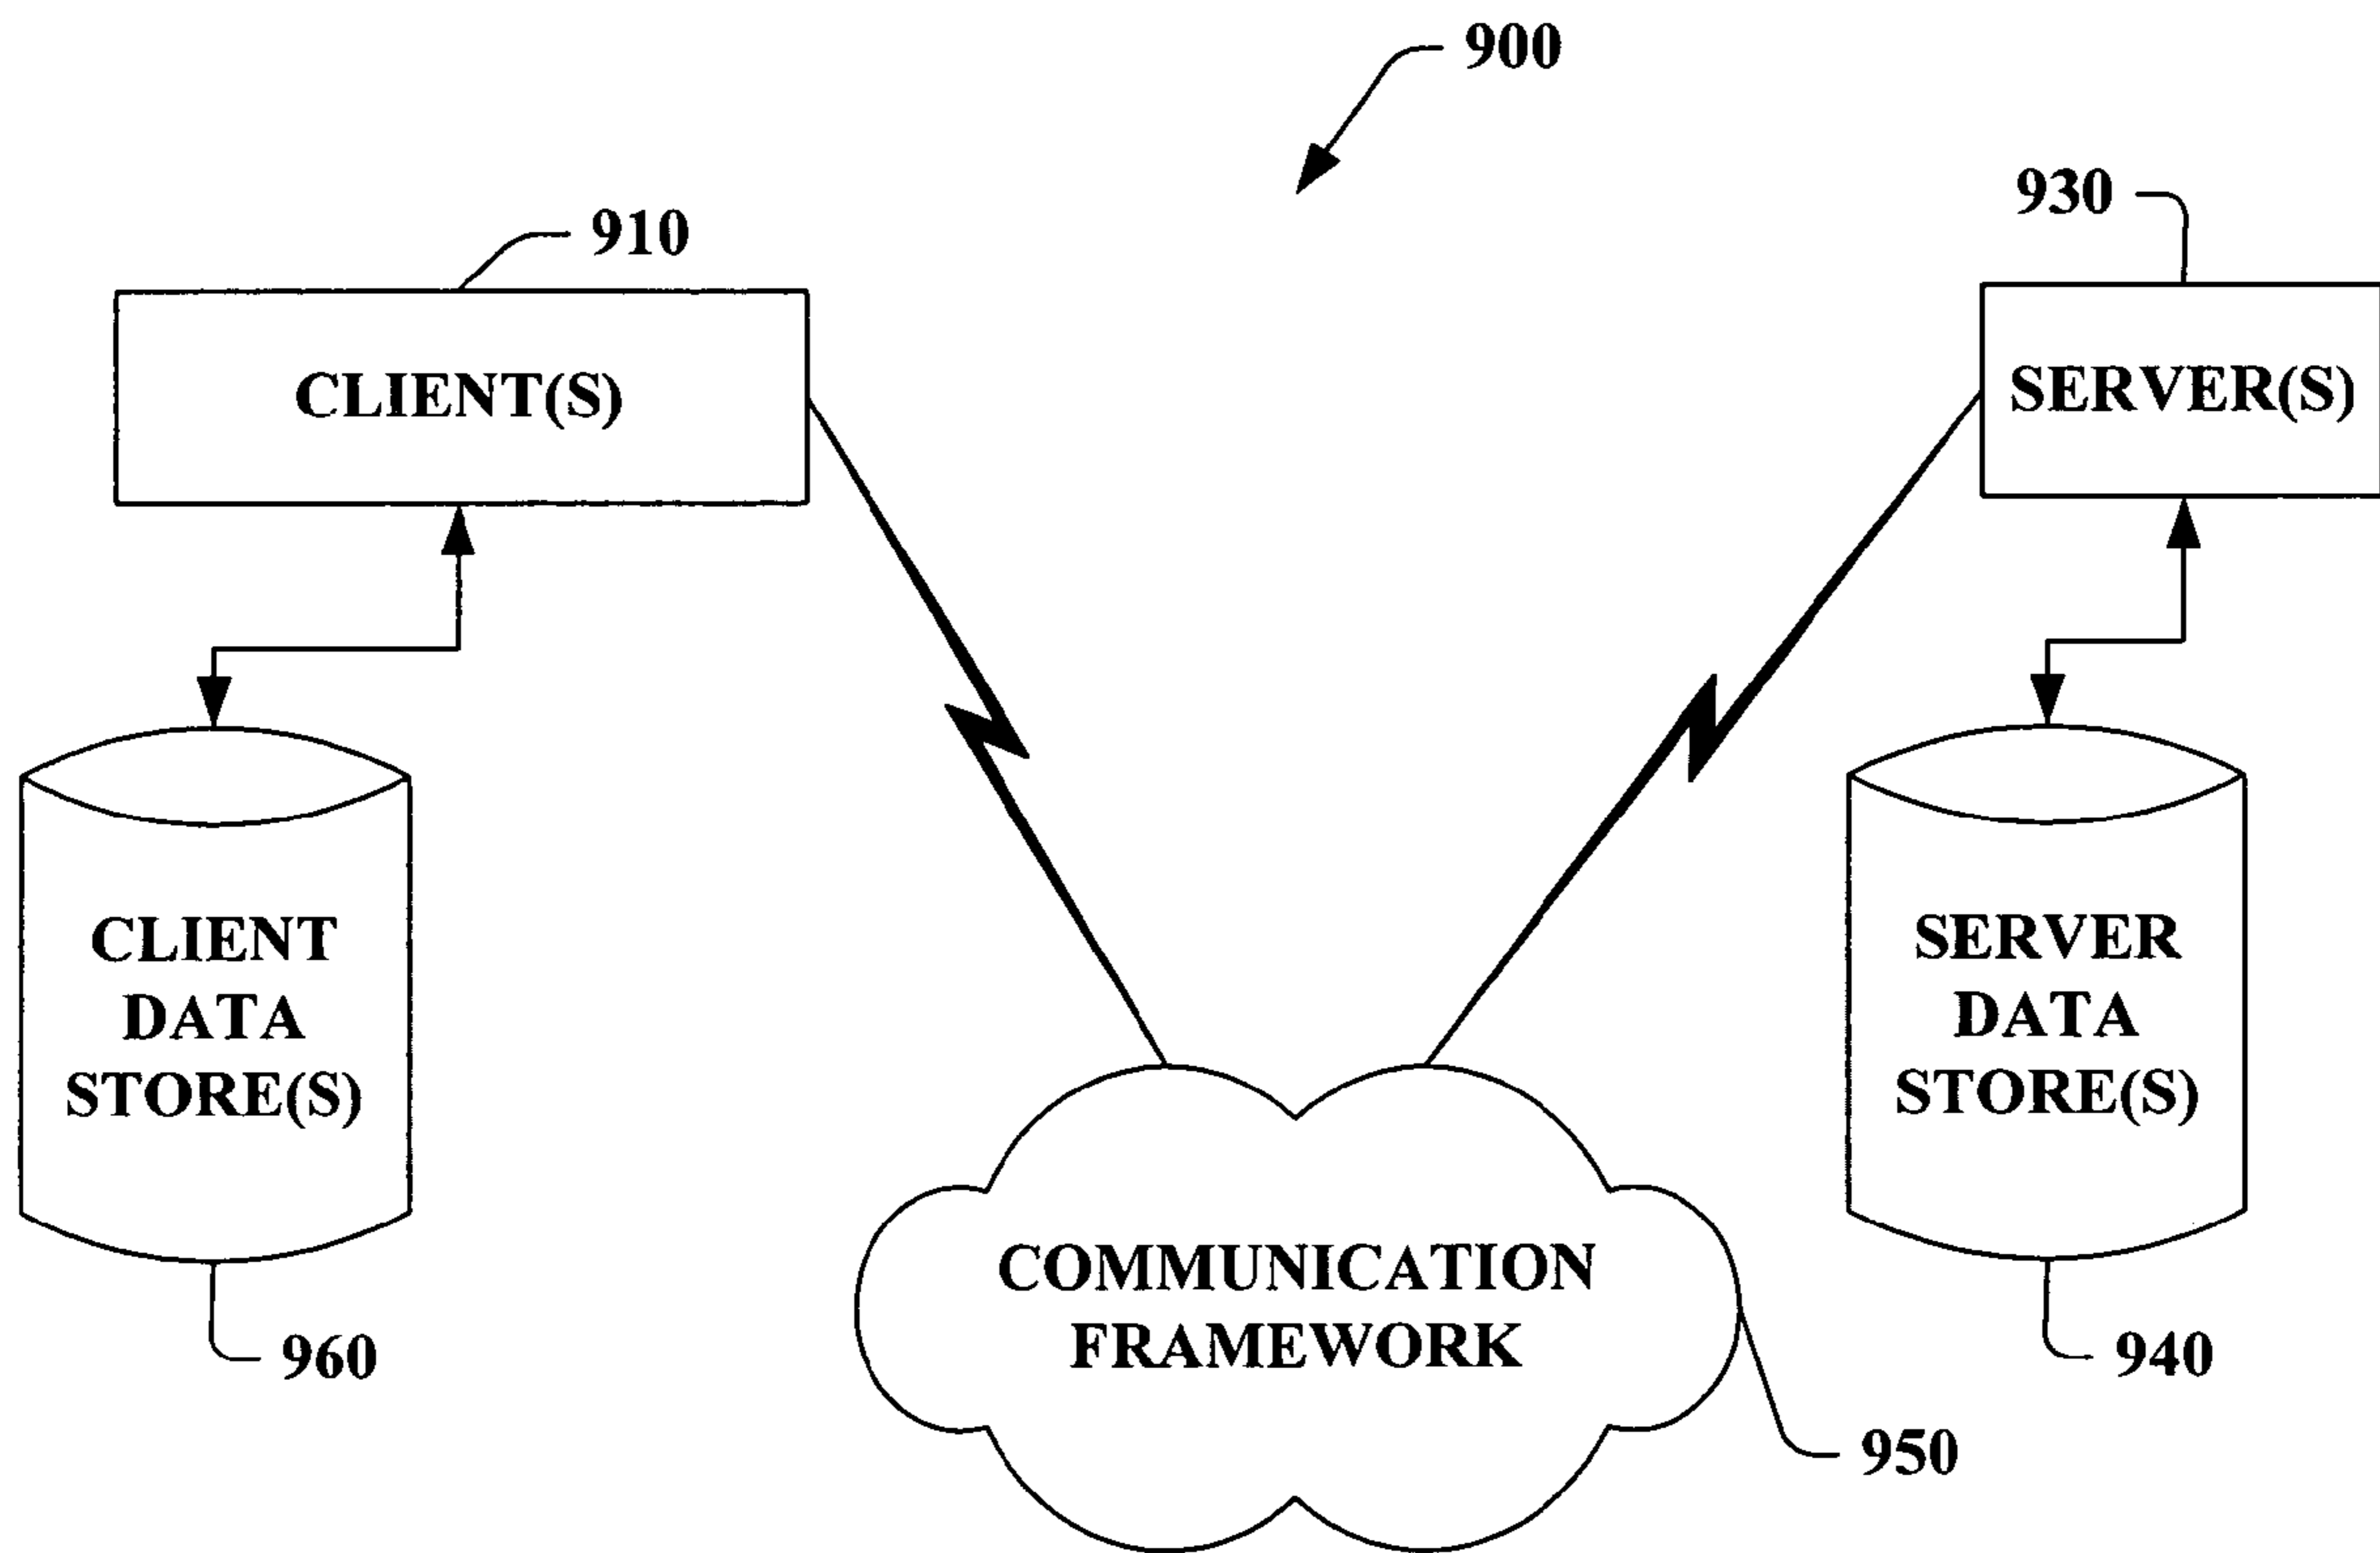 900
930
910
CLIENT(S)
SERVER(S)
CLIENT
DATA
STORE(S)
SERVER
DATA
STORE(S)
COMMUNICATION
FRAMEWORK
960
940
950